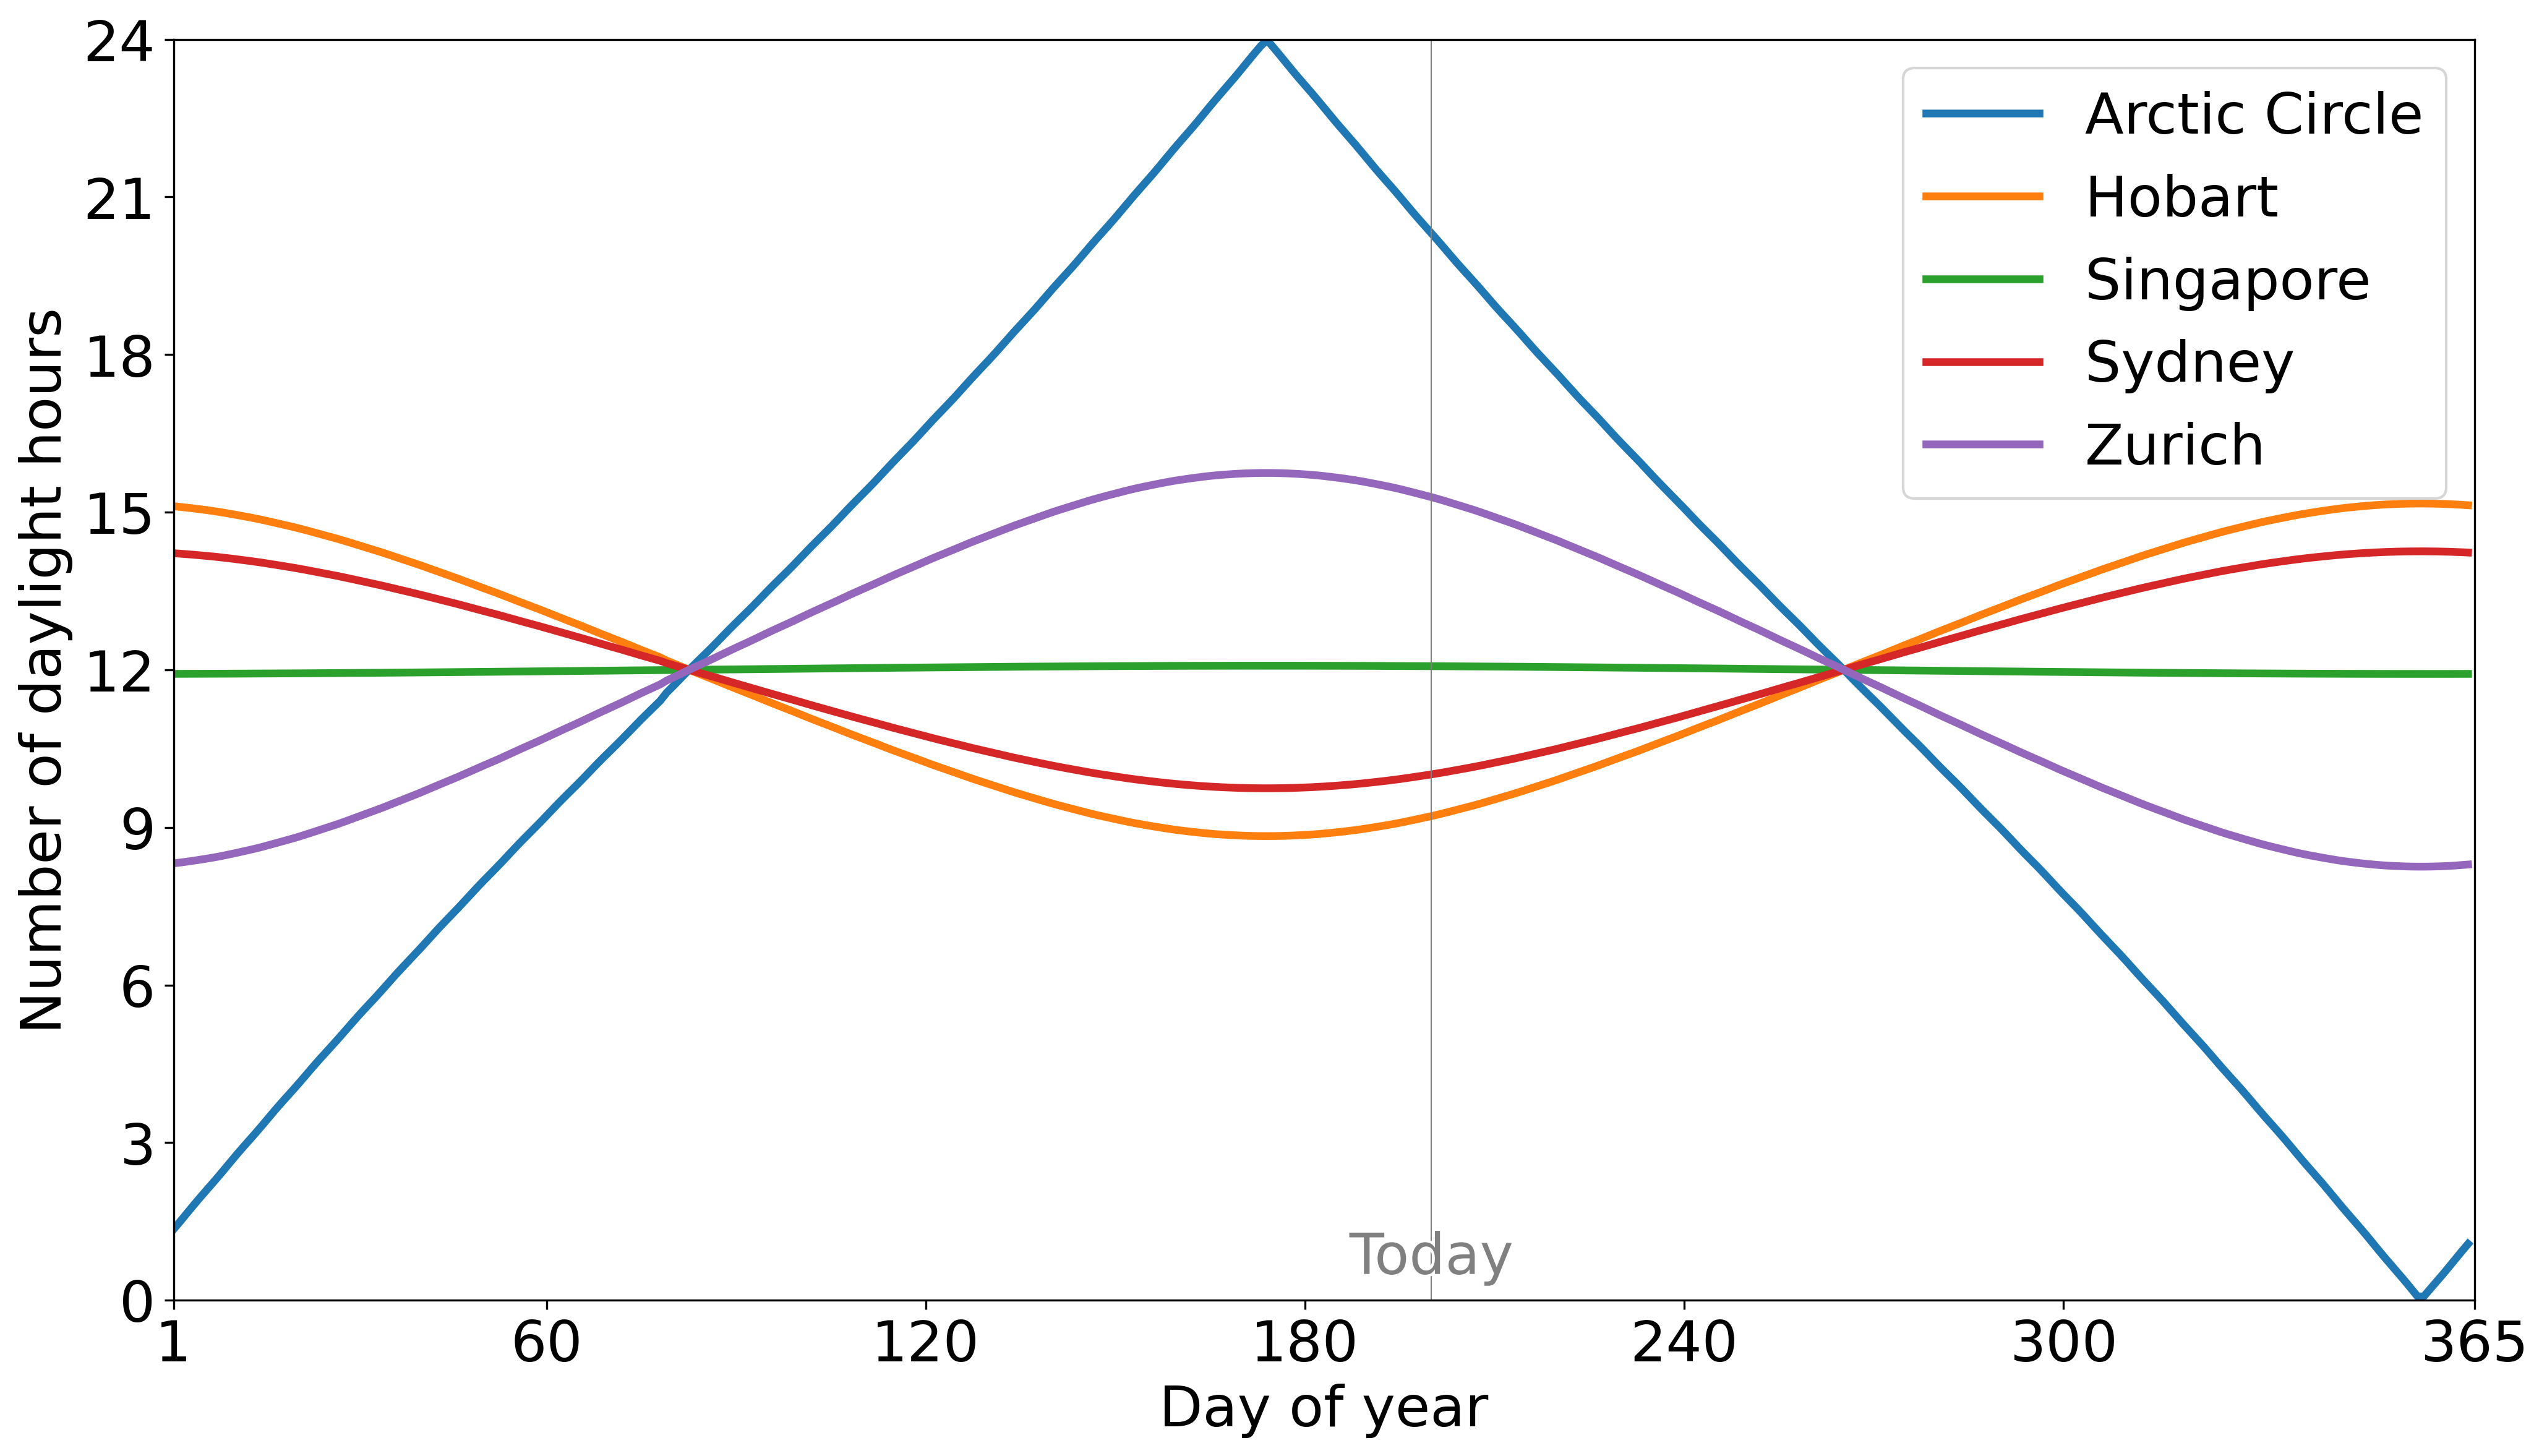 Number of daylight hours
24
21
18
15
12
9
6
3
0
Arctic Circle
Hobart
Singapore
Sydney
Zurich
Today
1 60 120 180 240 300 365
Day of year